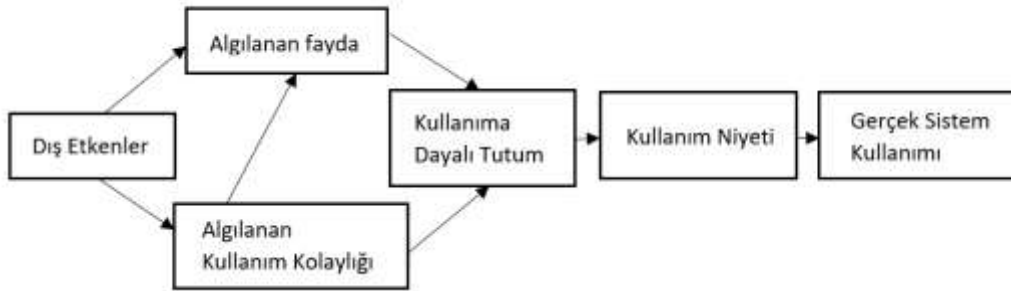 Algılanan fayda
Dış Etkenler
Kullanıma
Dayalı Tutum
Kullanım Niyeti
Gerçek Sistem
Kullanımı
Algılanan
Kullanım Kolaylığı